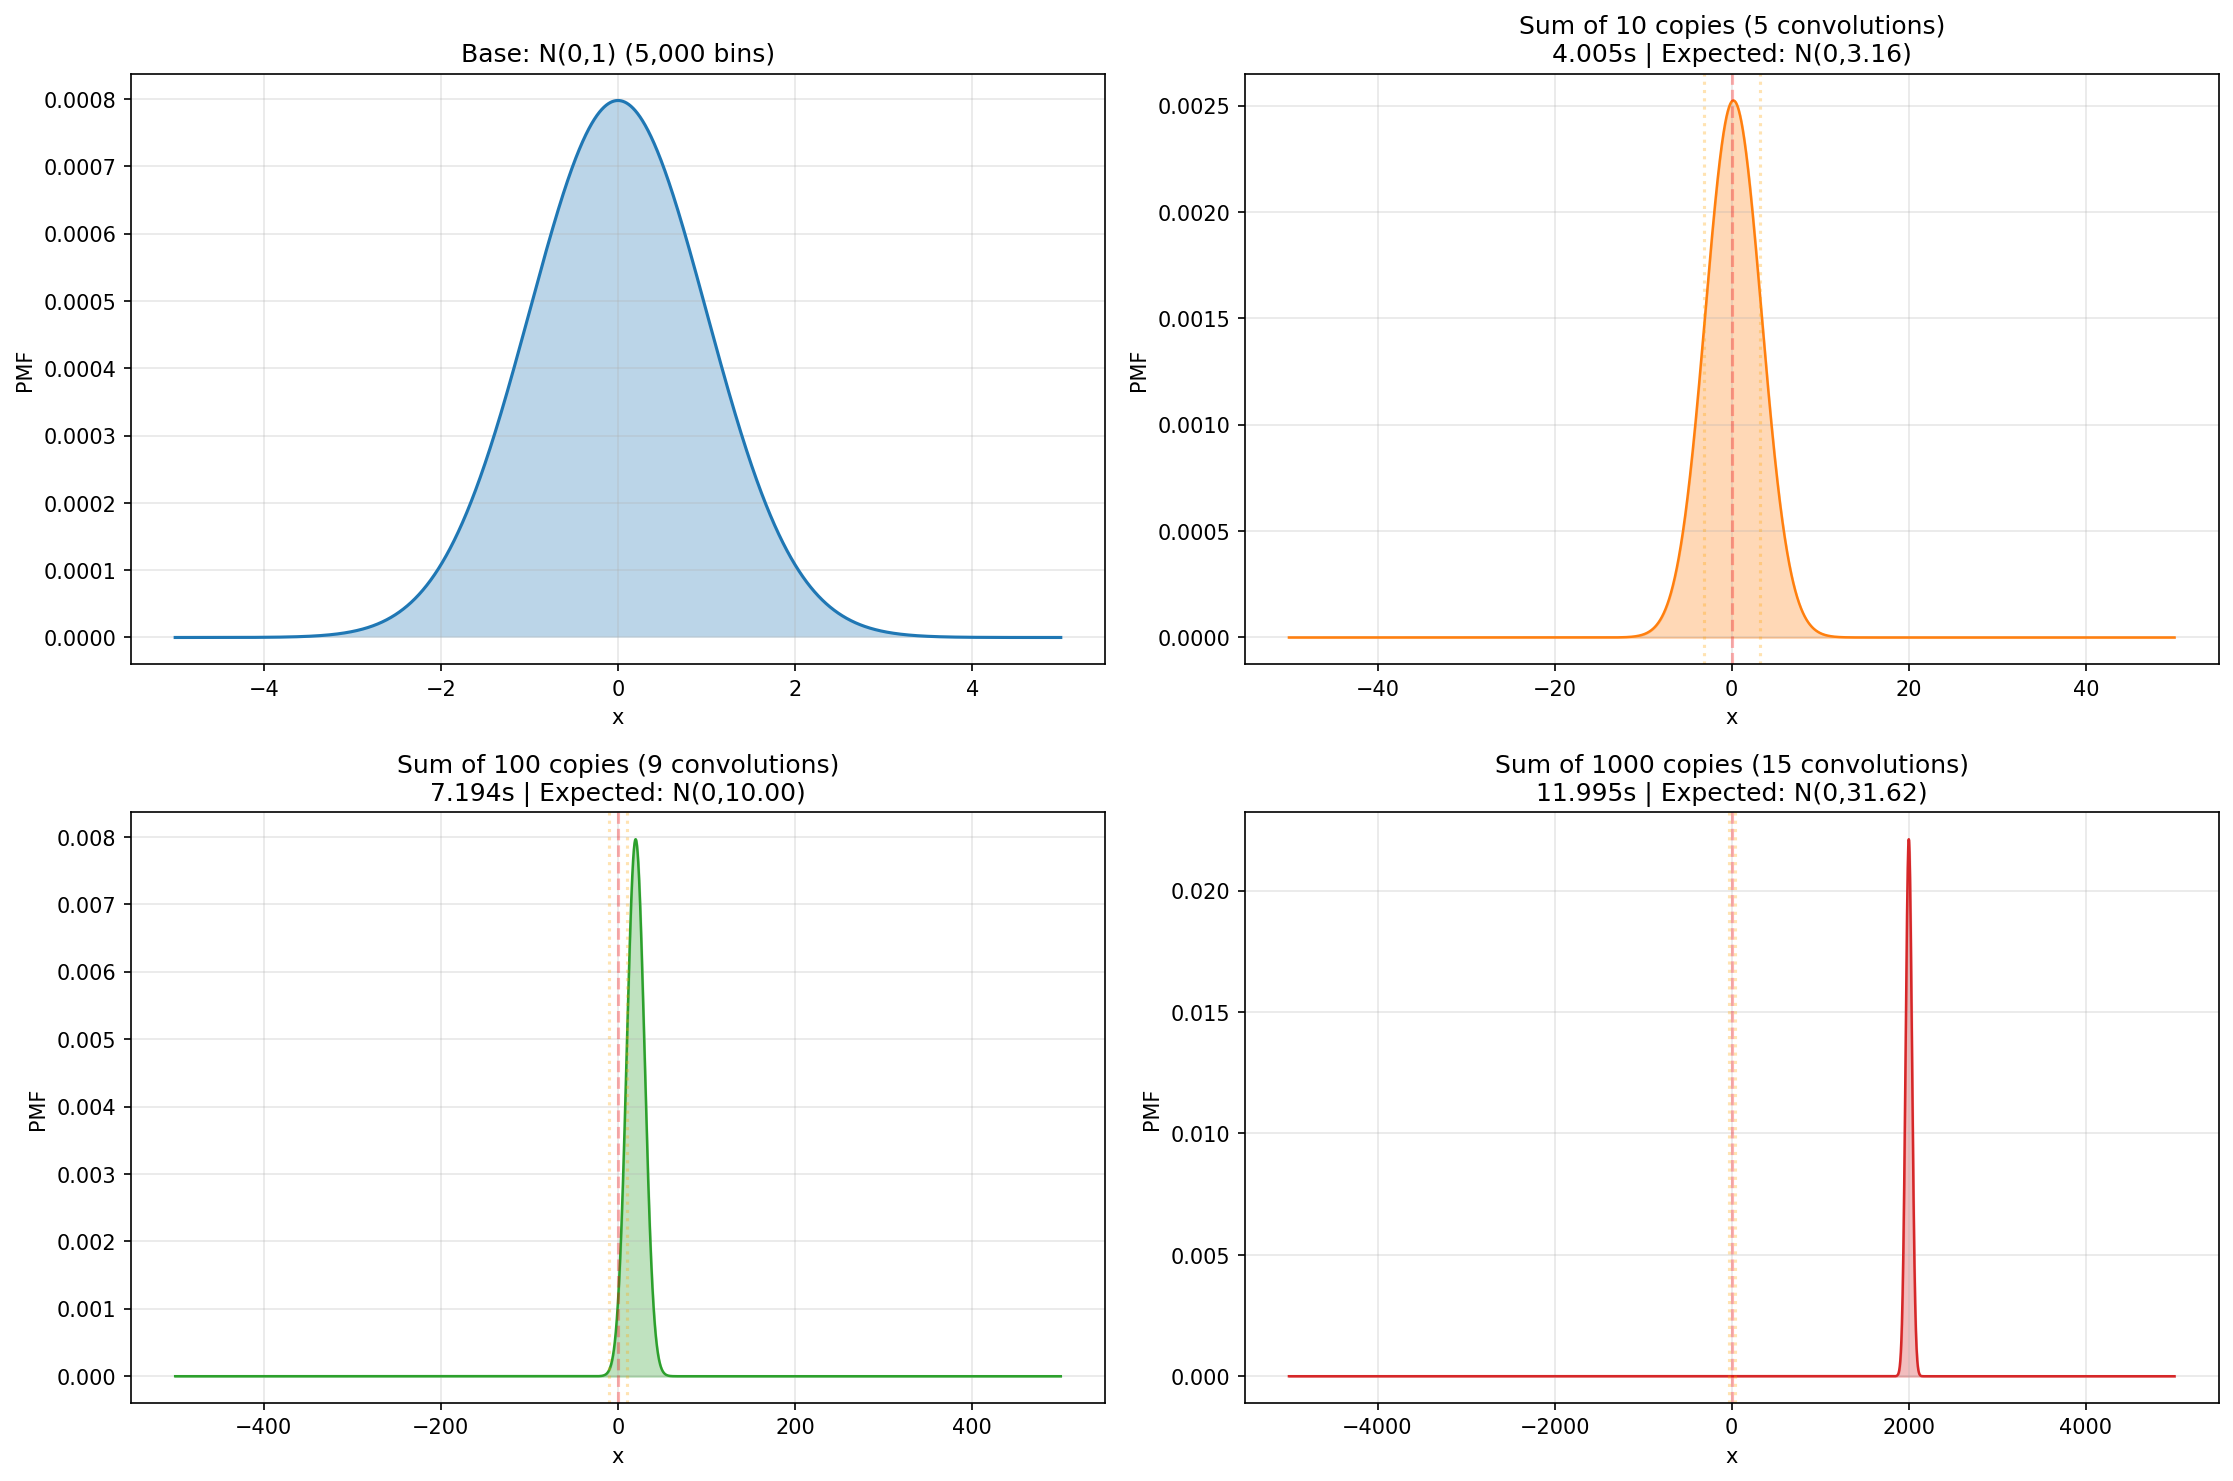 Base: N(0,1) (5,000 bins)
PMF
0.0008
0.0007
0.0006
0.0005
0.0004
0.0003
0.0002
0.0001
0.0000
−4 −2 0 2 4
x
Sum of 10 copies (5 convolutions)
4.005s | Expected: N(0,3.16)
PMF
0.0025
0.0020
0.0015
0.0010
0.0005
0.0000
−40 −20 0 20 40
x
Sum of 100 copies (9 convolutions)
7.194s | Expected: N(0,10.00)
PMF
0.008
0.007
0.006
0.005
0.004
0.003
0.002
0.001
0.000
−400 −200 0 200 400
x
Sum of 1000 copies (15 convolutions)
11.995s | Expected: N(0,31.62)
PMF
0.020
0.015
0.010
0.005
0.000
−4000 −2000 0 2000 4000
x